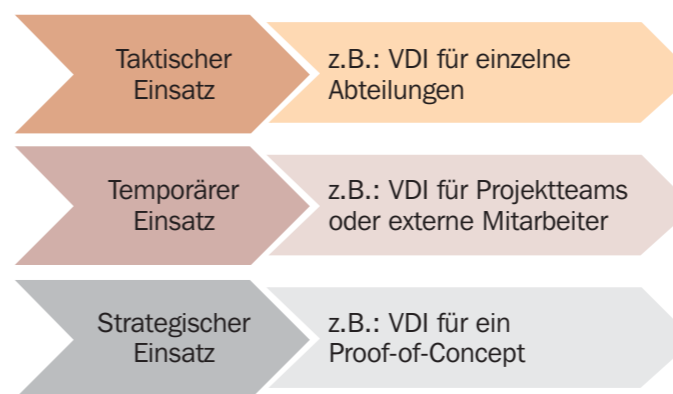 Taktischer
Einsatz
z.B.: VDI für einzelne
Abteilungen
Temporärer
Einsatz
z.B.: VDI für Projektteams
oder externe Mitarbeiter
Strategischer
Einsatz
z.B.: VDI für ein
Proof-of-Concept